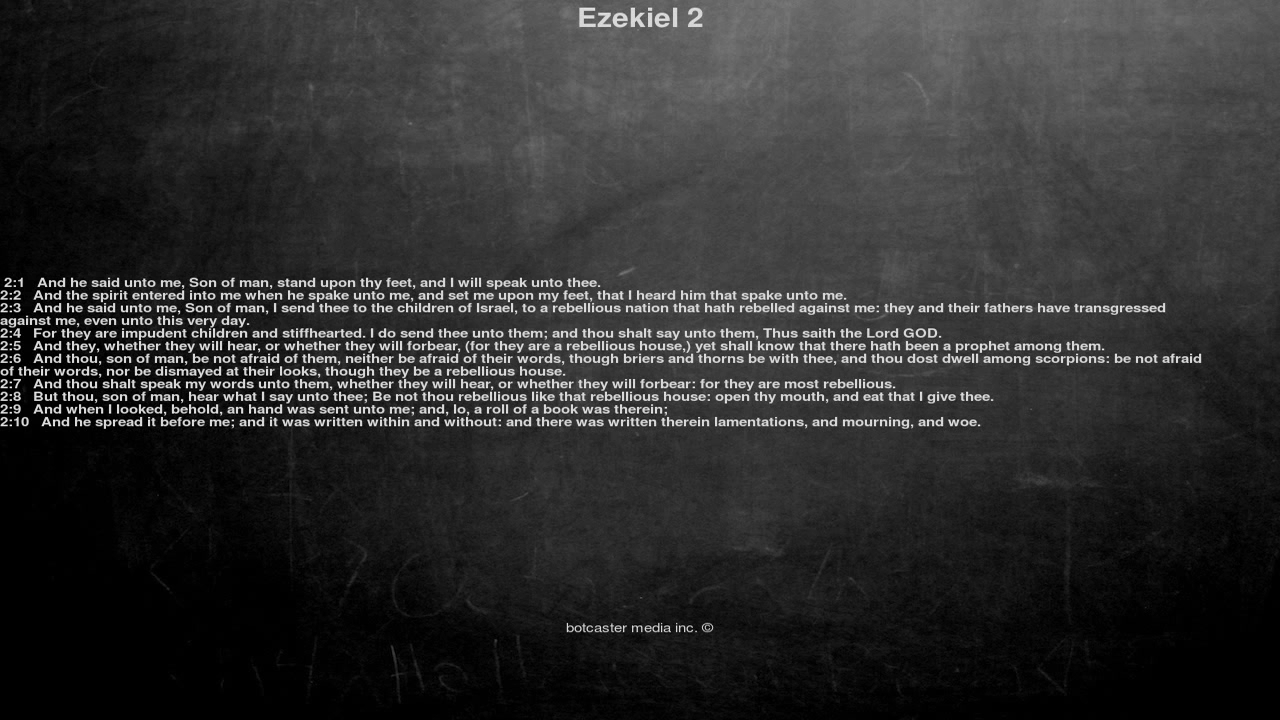 Ezekiel 2
2:1 And he said unto me, Son of man, stand upon thy feet, and I will speak unto thee.
2:2 And the spirit entered into me when he spake unto me, and set me upon my feet, that I heard him that spake unto me.
2:3 And he said unto me, Son of man, I send thee to the children of Israel, to a rebellious nation that hath rebelled against me: they and their fathers have transgressed
against me, even unto this very day.
2:4 For they are impudent children and stiffhearted. I do send thee unto them; and thou shalt say unto them, Thus saith the Lord GOD.
2:5 And they, whether they will hear, or whether they will forbear, (for they are a rebellious house,) yet shall know that there hath been a prophet among them.
2:6 And thou, son of man, be not afraid of them, neither be afraid of their words, though briers and thorns be with thee, and thou dost dwell among scorpions: be not afraid
of their words, nor be dismayed at their looks, though they be a rebellious house.
2:7 And thou shalt speak my words unto them, whether they will hear, or whether they will forbear: for they are most rebellious.
2:8 But thou, son of man, hear what I say unto thee; Be not thou rebellious like that rebellious house: open thy mouth, and eat that I give thee.
2:9 And when I looked, behold, an hand was sent unto me; and, lo, a roll of a book was therein;
2:10 And he spread it before me; and it was written within and without: and there was written therein lamentations, and mourning, and woe.
botcaster media inc. ©